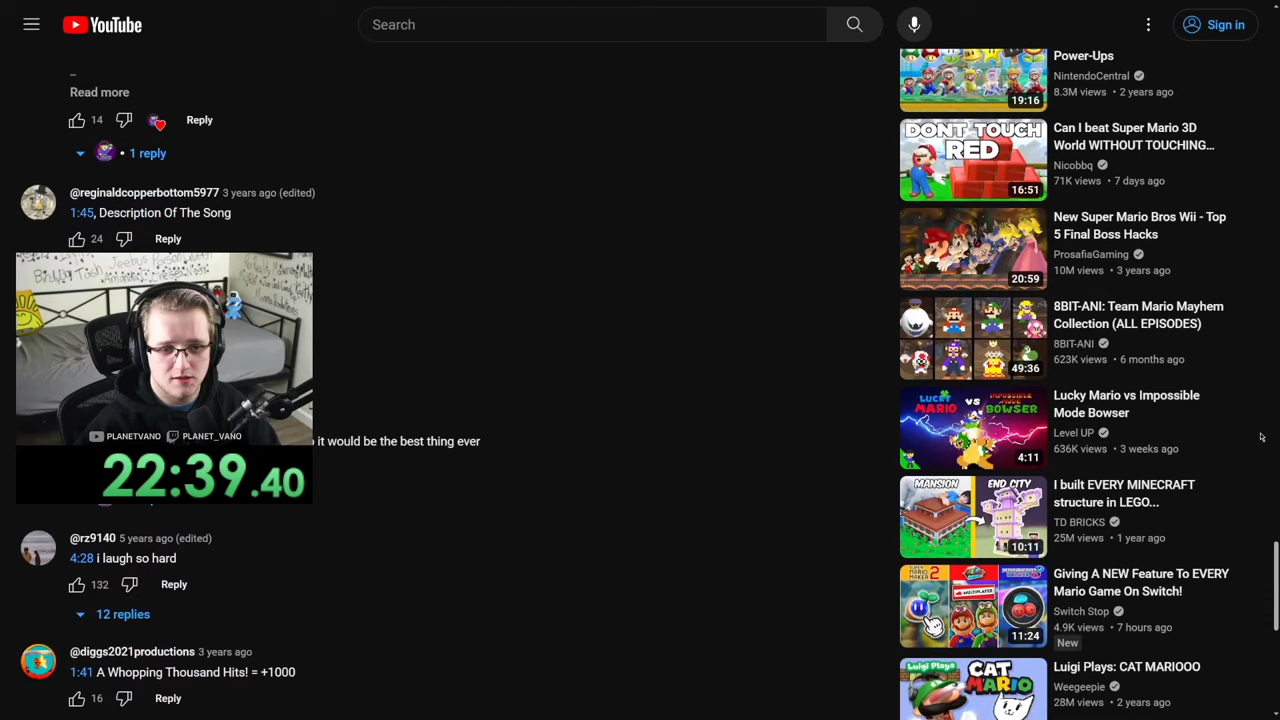 YouTube
Search
Sign in
Read more
14
Reply
1 reply
@reginaldcopperbottom5977 3 years ago (edited)
1:45, Description Of The Song
24
Reply
PLANETVANO
PLANET_VANO
22:39.40
it would be the best thing ever
@rz9140 5 years ago (edited)
4:28 i laugh so hard
132
Reply
12 replies
@diggs2021productions 3 years ago
1:41 A Whopping Thousand Hits! = +1000
16
Reply
19:16
Power-Ups
NintendoCentral
8.3M views • 2 years ago
DONT TOUCH
RED
16:51
Can I beat Super Mario 3D
World WITHOUT TOUCHING...
Nicobbq
71K views • 7 days ago
20:59
New Super Mario Bros Wii - Top
5 Final Boss Hacks
ProsafiaGaming
10M views • 3 years ago
49:36
8BIT-ANI: Team Mario Mayhem
Collection (ALL EPISODES)
8BIT-ANI
623K views • 6 months ago
LUCKY MARIO VS IMPOSSIBLE MODE BOWSER
4:11
Lucky Mario vs Impossible
Mode Bowser
Level UP
636K views • 3 weeks ago
MANSION
END CITY
10:11
I built EVERY MINECRAFT
structure in LEGO...
TD BRICKS
25M views • 1 year ago
SUPER MARIO MAKER 2
MULTIPLAYER
11:24
Giving A NEW Feature To EVERY
Mario Game On Switch!
Switch Stop
4.9K views • 7 hours ago
New
Luigi Plays:
CAT
MARIO
Luigi Plays: CAT MARIOOO
Weegeepie
28M views • 2 years ago